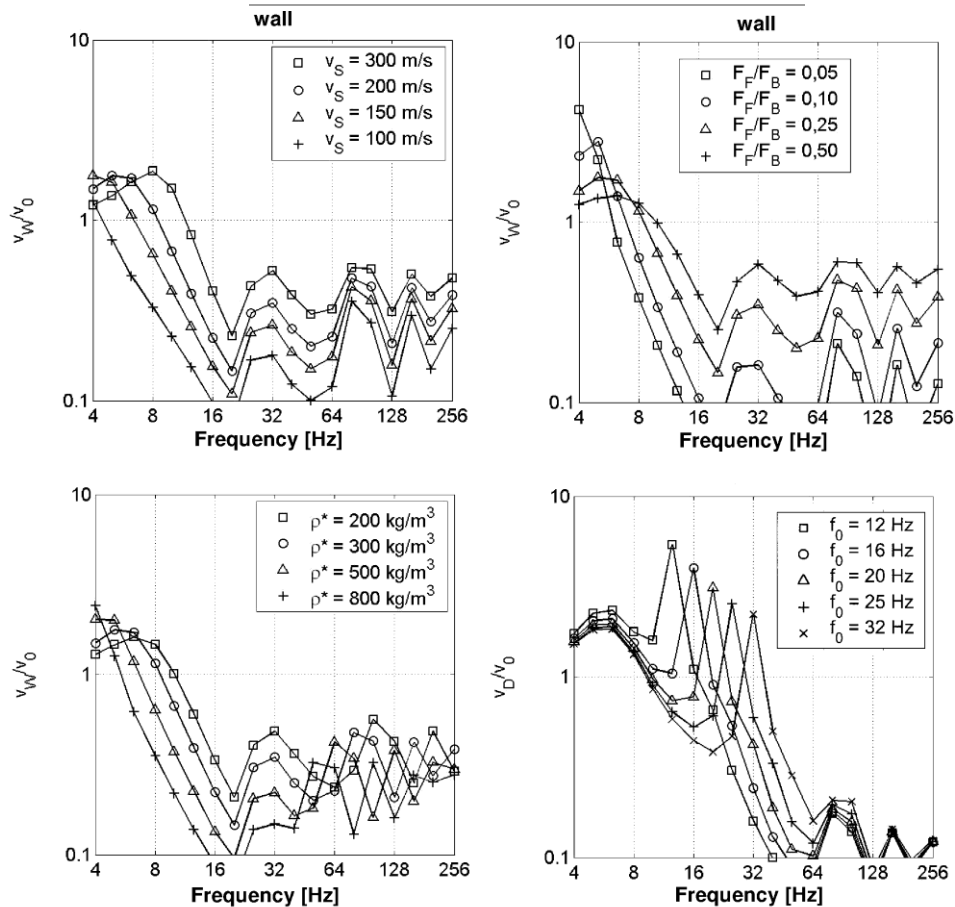 wall
10
1
0.1
v_W/v_0
v_S = 300 m/s
v_S = 200 m/s
v_S = 150 m/s
v_S = 100 m/s
4 8 16 32 64 128 256
Frequency [Hz]
wall
10
1
0.1
v_W/v_0
F_F/F_B = 0,05
F_F/F_B = 0,10
F_F/F_B = 0,25
F_F/F_B = 0,50
4 8 16 32 64 128 256
Frequency [Hz]
10
1
0.1
v_W/v_0
ρ* = 200 kg/m³
ρ* = 300 kg/m³
ρ* = 500 kg/m³
ρ* = 800 kg/m³
4 8 16 32 64 128 256
Frequency [Hz]
10
1
0.1
v_D/v_0
f_0 = 12 Hz
f_0 = 16 Hz
f_0 = 20 Hz
f_0 = 25 Hz
f_0 = 32 Hz
4 8 16 32 64 128 256
Frequency [Hz]